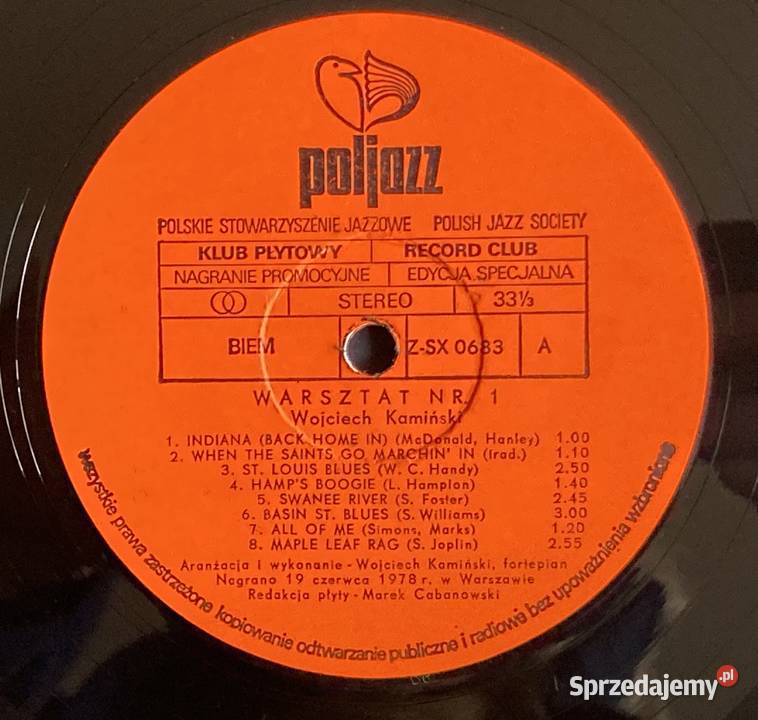 poljazz
POLSKIE STOWARZYSZENIE JAZZOWE POLISH JAZZ SOCIETY
KLUB PŁYTOWY RECORD CLUB
NAGRANIE PROMOCYJNE EDYCJA SPECJALNA
STEREO 33⅓
BIEM Z-SX 0683 A
WARSZTAT NR. 1
Wojciech Kamiński
1. INDIANA (BACK HOME IN) (McDonald, Hanley) 1.00
2. WHEN THE SAINTS GO MARCHIN' IN (trad.) 1.10
3. ST. LOUIS BLUES (W. C. Handy) 2.50
4. HAMP'S BOOGIE (L. Hampton) 1.40
5. SWANEE RIVER (S. Foster) 2.45
6. BASIN ST. BLUES (S. Williams) 3.00
7. ALL OF ME (Simons, Marks) 1.20
8. MAPLE LEAF RAG (S. Joplin) 2.55
Aranżacja i wykonanie - Wojciech Kamiński, fortepian
Nagrano 19 czerwca 1978 r. w Warszawie
Redakcja płyty - Marek Cabanowski
wszystkie prawa zastrzeżone kopiowanie odtwarzanie publiczne i radiowe bez upoważnienia wzbronione
Sprzedajemy.pl